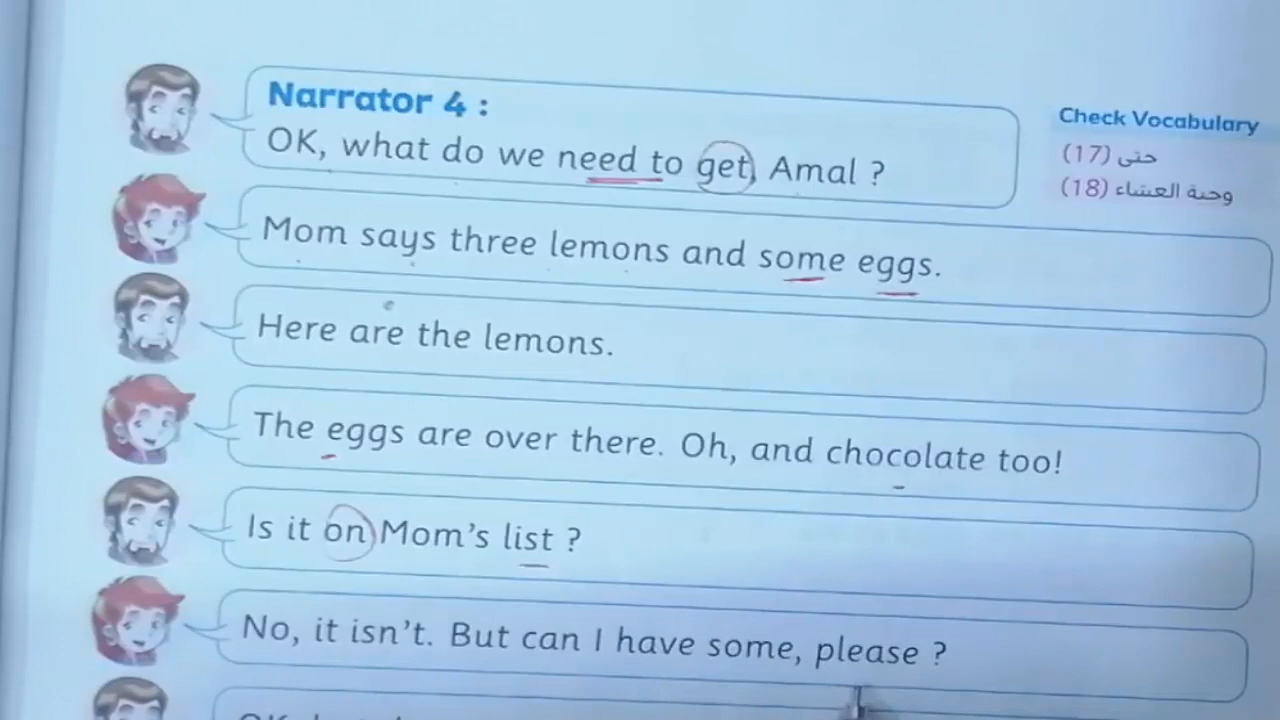 Narrator 4 :
OK, what do we need to get, Amal ?
Check Vocabulary
(17) حتى
(18) وجبة العشاء
Mom says three lemons and some eggs.
Here are the lemons.
The eggs are over there. Oh, and chocolate too!
Is it on Mom's list ?
No, it isn't. But can I have some, please ?